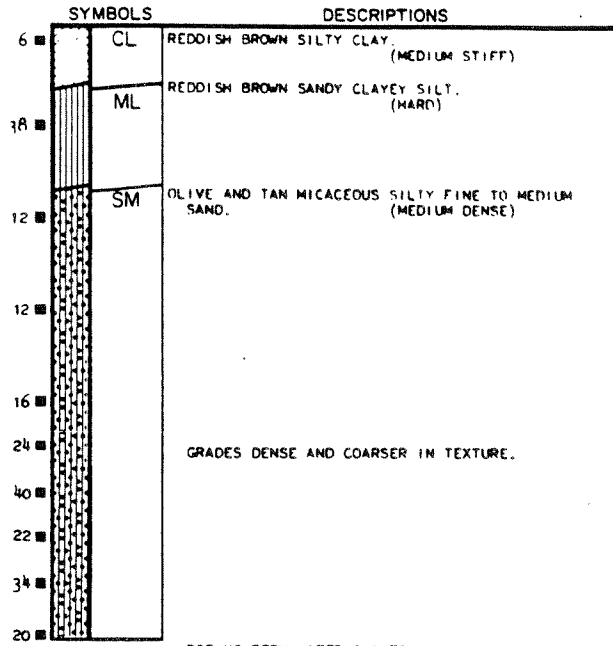 SYMBOLS DESCRIPTIONS
6 CL REDDISH BROWN SILTY CLAY.
(MEDIUM STIFF)
REDDISH BROWN SANDY CLAYEY SILT.
ML (HARD)
38
SM OLIVE AND TAN MICACEOUS SILTY FINE TO MEDIUM
12 SAND. (MEDIUM DENSE)
12
16
24 GRADES DENSE AND COARSER IN TEXTURE.
40
22
34
20